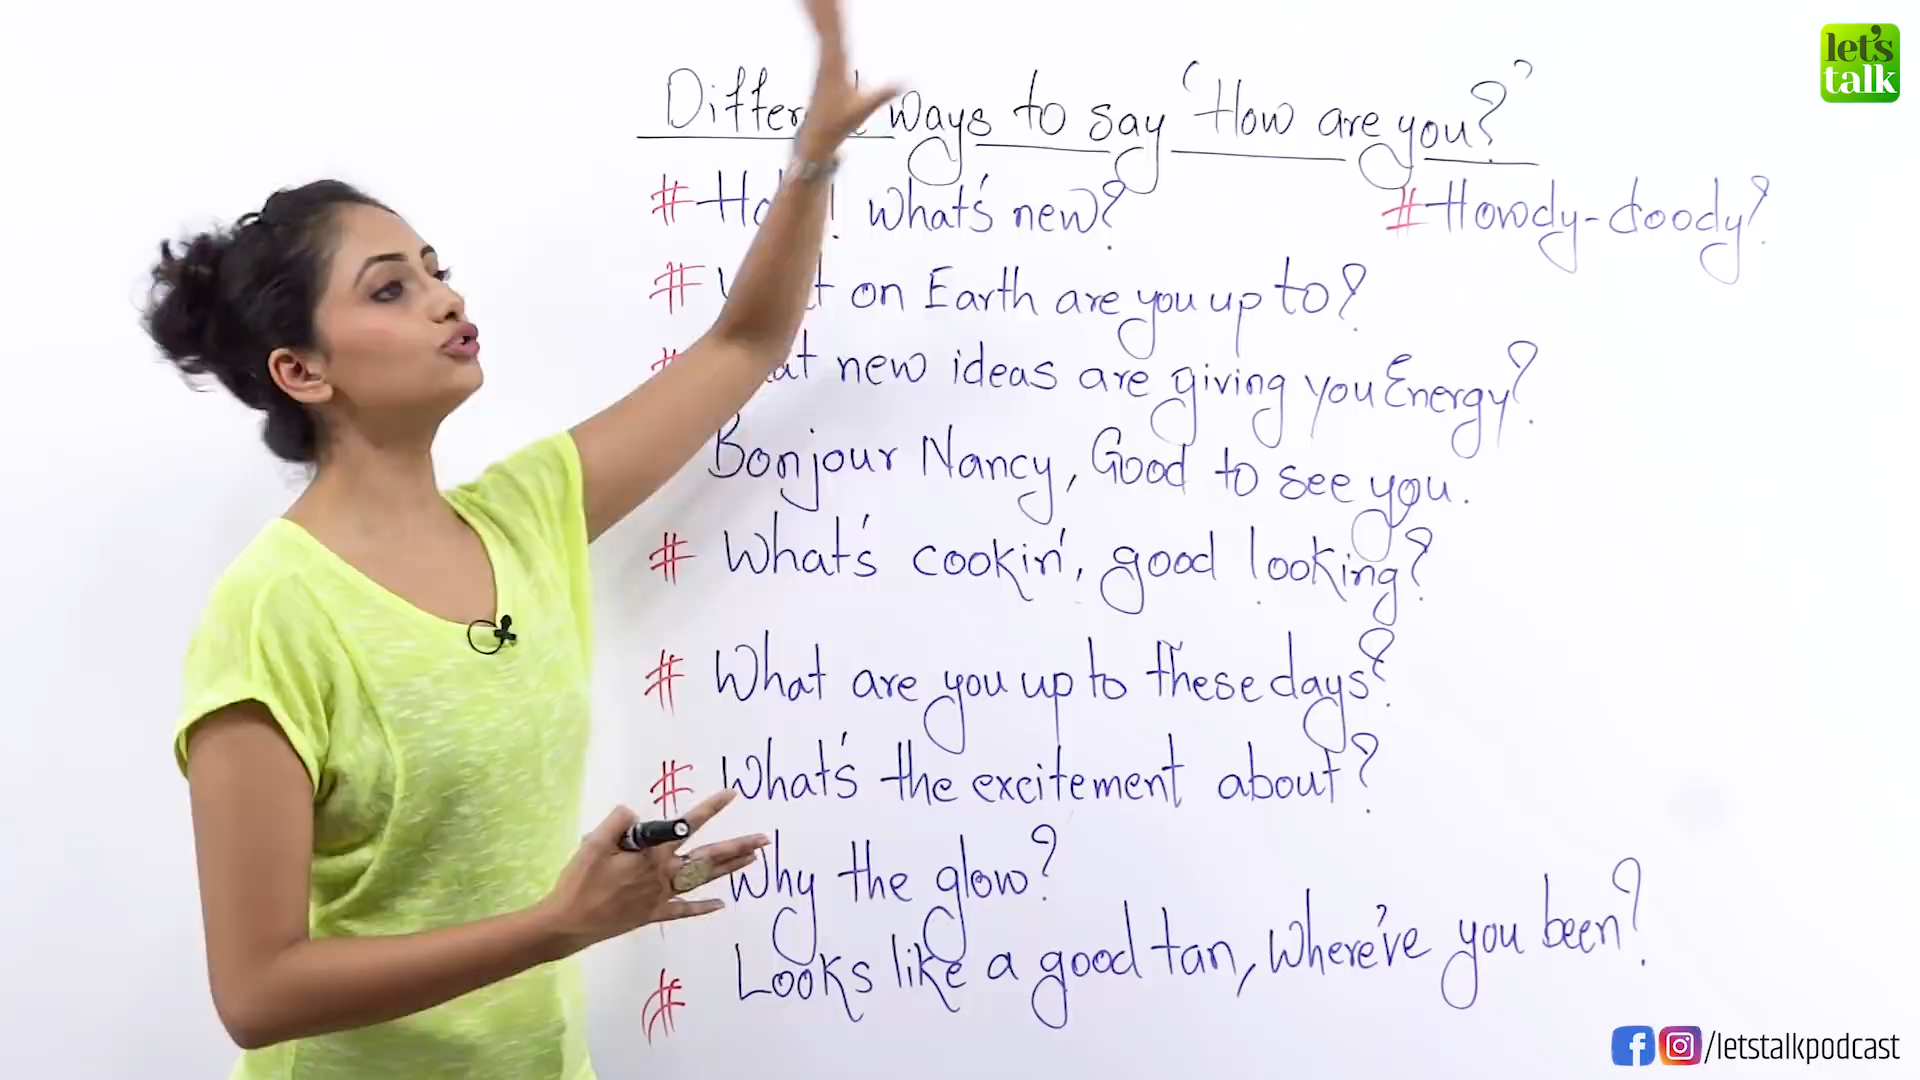 Different ways to say 'How are you?'
# ! What's new?
# Howdy-doody?
# on Earth are you up to?
# new ideas are giving you Energy?
Bonjour Nancy, Good to see you.
# What's cookin', good looking?
# What are you up to these days?
# What's the excitement about?
Why the glow?
# Looks like a good tan, Where've you been?
let's
talk
/letstalkpodcast